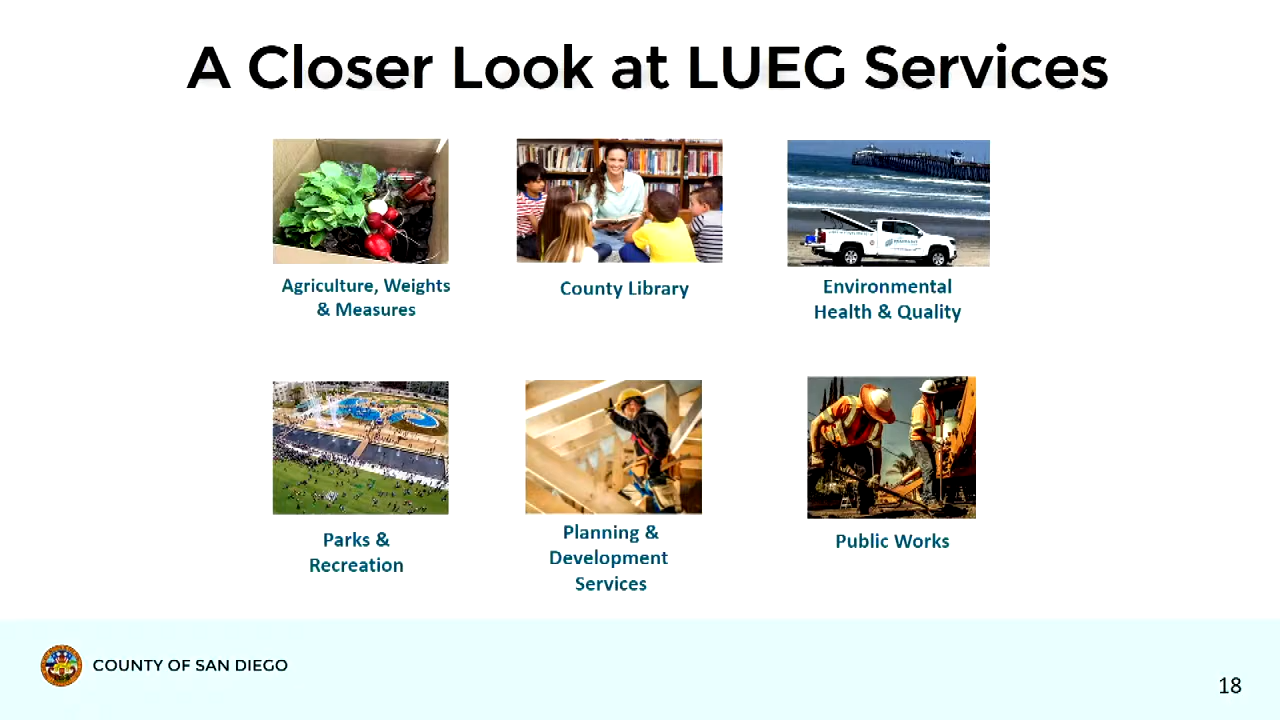 A Closer Look at LUEG Services
Agriculture, Weights
& Measures
County Library
Environmental
Health & Quality
Parks &
Recreation
Planning &
Development
Services
Public Works
COUNTY OF SAN DIEGO
18